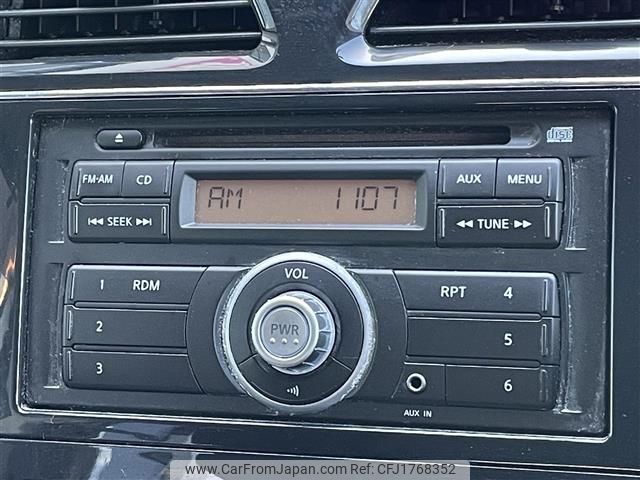 disc
FM·AM
CD
AM 1107
AUX
MENU
SEEK
TUNE
1 RDM
VOL
RPT 4
2
PWR
5
3
6
AUX IN
www.CarFromJapan.com CFJ1768352